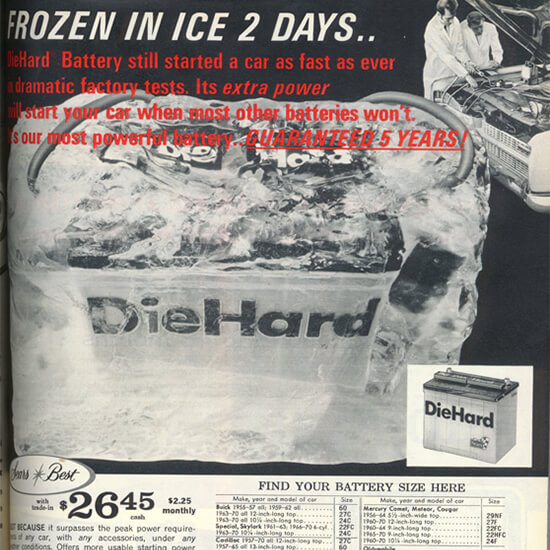 FROZEN IN ICE 2 DAYS..
DieHard Battery still started a car as fast as ever
dramatic factory tests. Its extra power
will start your car when most other batteries won't.
It's our most powerful battery..GUARANTEED 5 YEARS!
DieHard
DieHard
Sears Best
with trade-in $26.45 cash
$2.25 monthly
BECAUSE it surpasses the peak power require-
of any car, with any accessories, under any
conditions. Offers more usable starting power
FIND YOUR BATTERY SIZE HERE
Make, year and model of car Size
Buick 1956-57 all; 1959-62 all 60
1963-70 all 12-inch-long top 27C
1963-70 all 10¼-inch-long top 24C
Special, Skylark 1961-63; 1966-70 6-cyl. 22FC
1963-70 10¼-inch-long top 24C
Cadillac 1957-70 all 12-inch-long top 27C
1957-65 all 13-inch-long top 60
Make, year and model of car Size
Mercury Comet, Meteor, Cougar
1956-64 5½-inch-wide top 29NF
1960-70 12-inch-long top 27F
1960-64 9-inch-long top 22FC
1965-70 9-inch-long top 22HFC
1960-70 10¾-inch-long top 24F
Oldsmobile